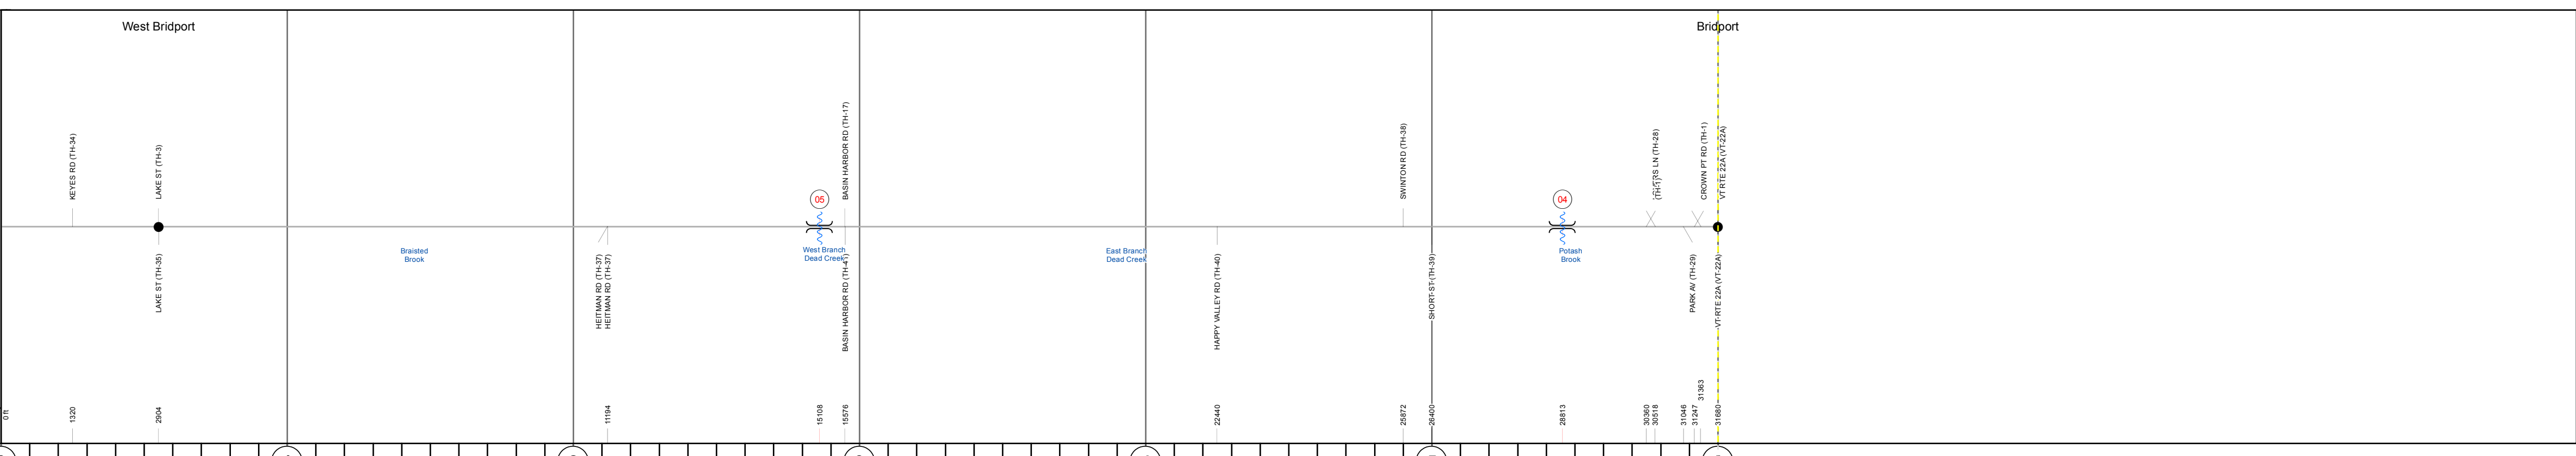 West Bridport
Bridport
KEYES RD (TH-34)
LAKE ST (TH-3)
BASIN HARBOR RD (TH-17)
SWINTON RD (TH-38)
LN (TH-28)
(TH-1)
CROWN PT RD (TH-1)
VT RTE 22A (VT-22A)
05
04
Braisted
Brook
West Branch
Dead Creek
East Branch
Dead Creek
Potash
Brook
LAKE ST (TH-35)
HEITMAN RD (TH-37)
HEITMAN RD (TH-37)
BASIN HARBOR RD
HAPPY VALLEY RD (TH-40)
SHORT ST (TH-39)
PARK AV (TH-29)
VT RTE 22A (VT-22A)
0 ft
1320
2904
11194
15108
15576
22440
25872
26400
28813
30360
30518
31046
31247
31363
31680